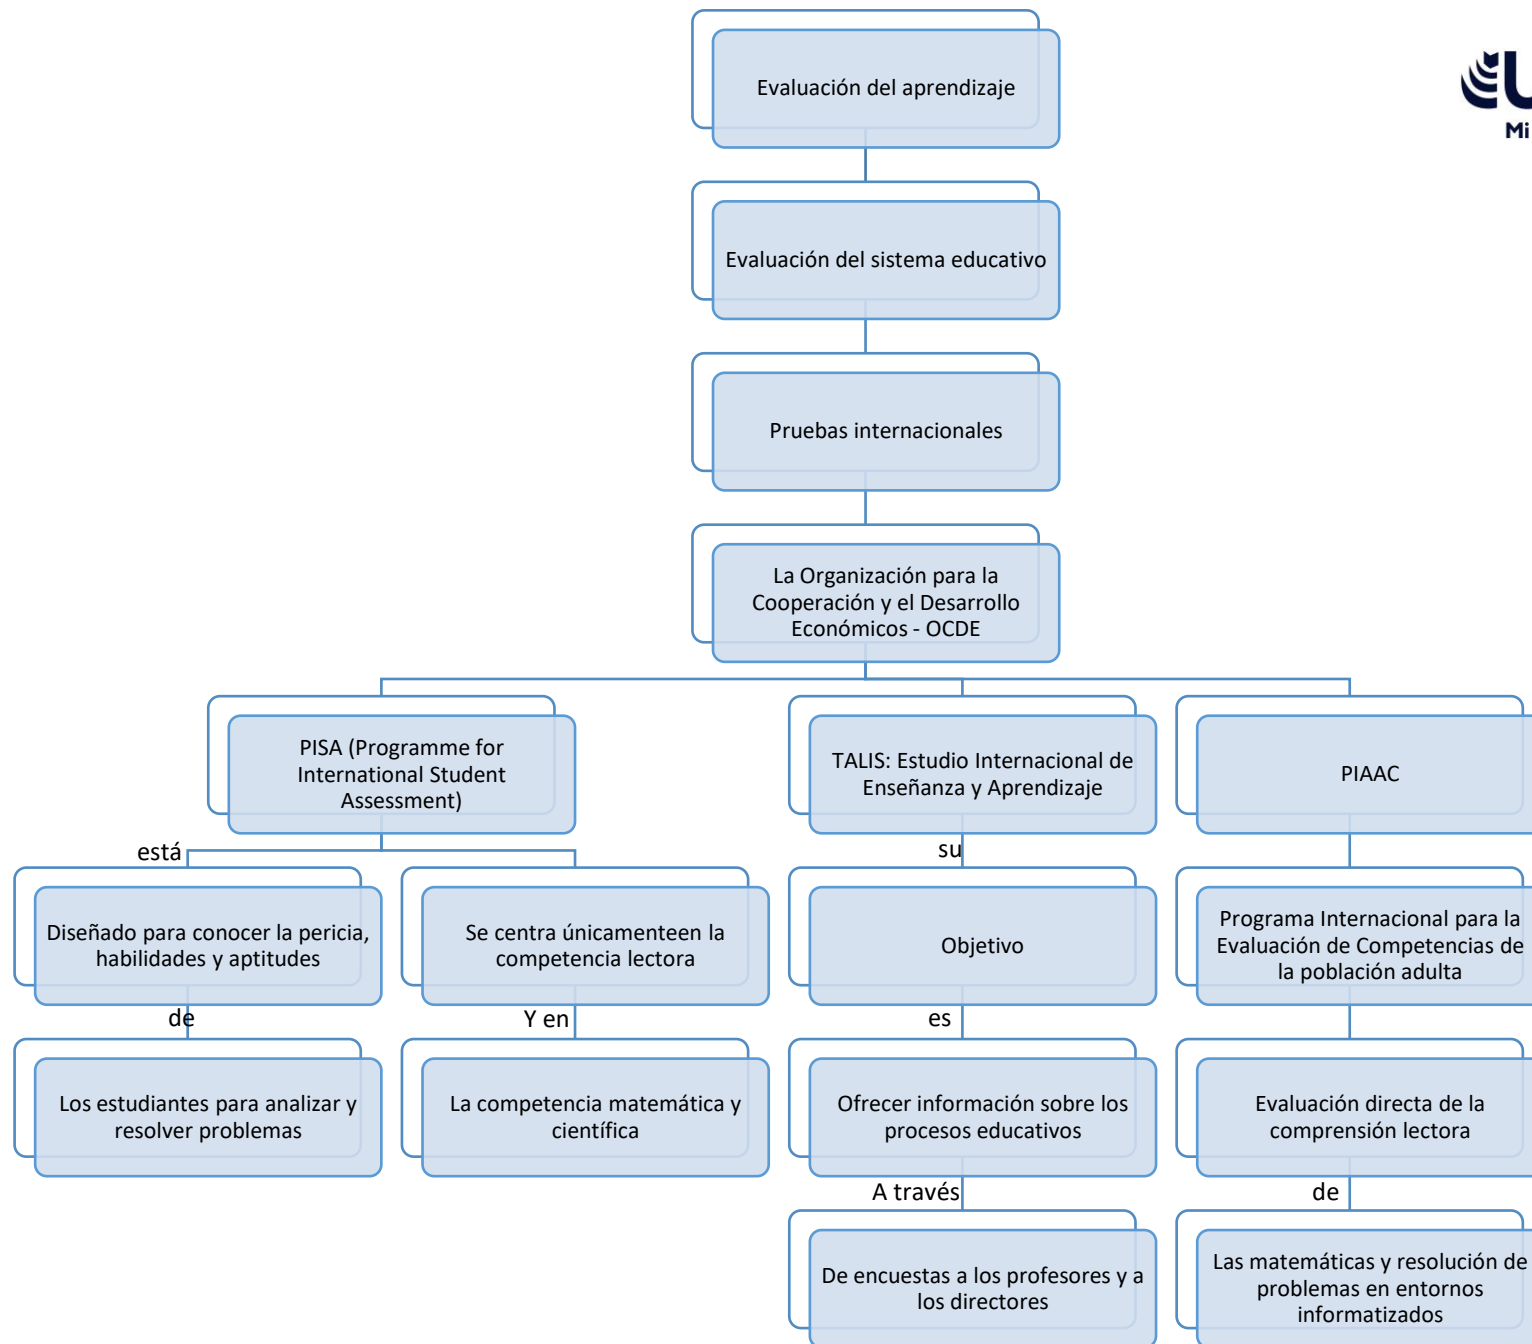 Evaluación del aprendizaje
Mi
Evaluación del sistema educativo
Pruebas internacionales
La Organización para la
Cooperación y el Desarrollo
Económicos - OCDE
PISA (Programme for
International Student
Assessment)
TALIS: Estudio Internacional de
Enseñanza y Aprendizaje
PIAAC
está
su
Diseñado para conocer la pericia,
habilidades y aptitudes
Se centra únicamenteen la
competencia lectora
Objetivo
Programa Internacional para la
Evaluación de Competencias de
la población adulta
de
Y en
es
Los estudiantes para analizar y
resolver problemas
La competencia matemática y
científica
Ofrecer información sobre los
procesos educativos
Evaluación directa de la
comprensión lectora
A través
de
De encuestas a los profesores y a
los directores
Las matemáticas y resolución de
problemas en entornos
informatizados